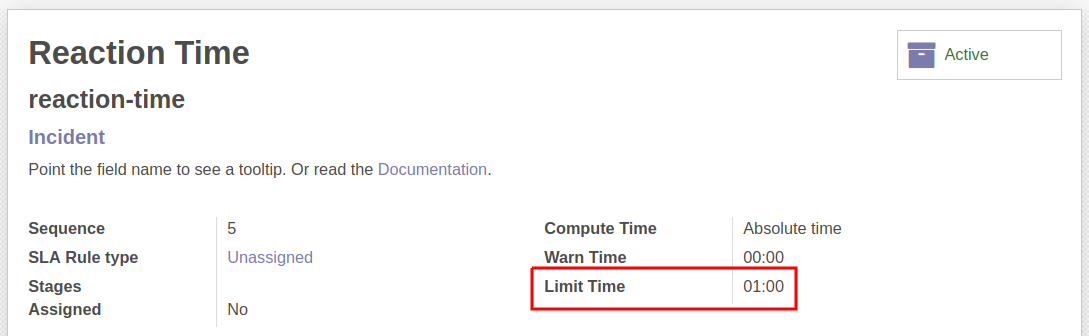 Reaction Time
Active
reaction-time
Incident
Point the field name to see a tooltip. Or read the Documentation.
Sequence 5 Compute Time Absolute time
SLA Rule type Unassigned Warn Time 00:00
Stages Limit Time 01:00
Assigned No